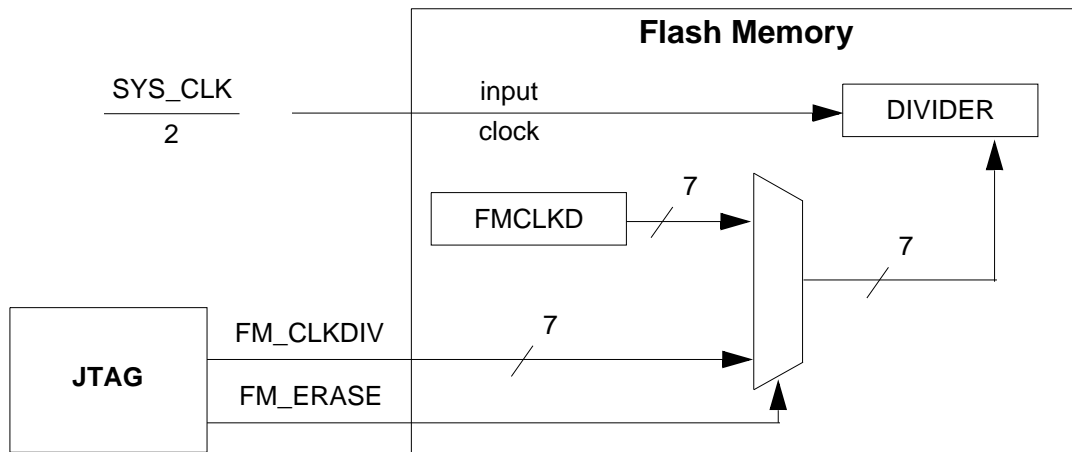 Flash Memory
SYS_CLK
2
input
clock
DIVIDER
7
FMCLKD
7
FM_CLKDIV
7
JTAG
FM_ERASE